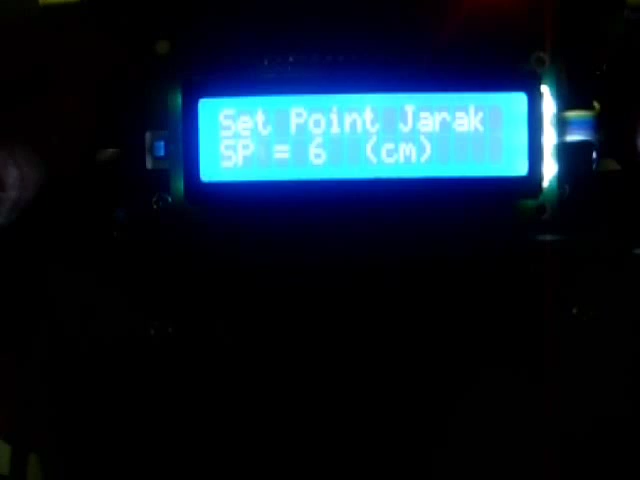 Set Point Jarak
SP = 6 (cm)